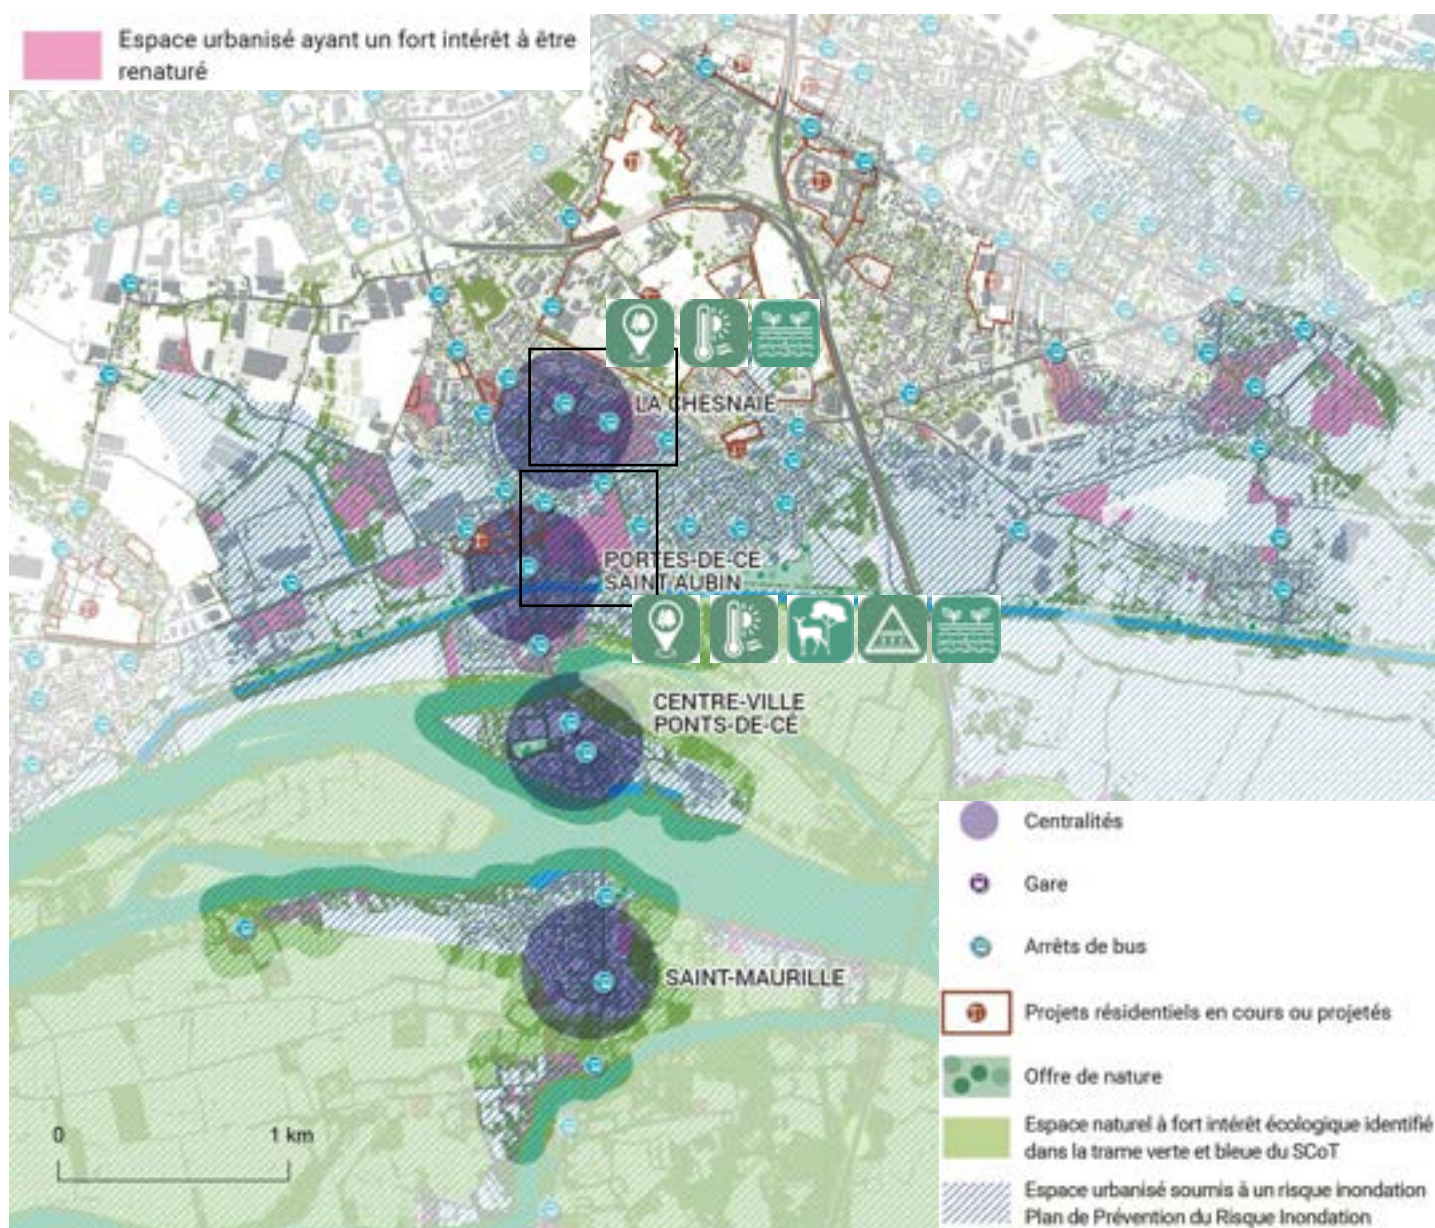 Espace urbanisé ayant un fort intérêt à être
renaturé
LA CHESNAIE
PORTES-DE-CÉ
SAINT AUBIN
CENTRE-VILLE
PONTS-DE-CÉ
SAINT-MAURILLE
0 1 km
Centralités
Gare
Arrêts de bus
Projets résidentiels en cours ou projetés
Offre de nature
Espace naturel à fort intérêt écologique identifié
dans la trame verte et bleue du SCoT
Espace urbanisé soumis à un risque inondation
Plan de Prévention du Risque Inondation